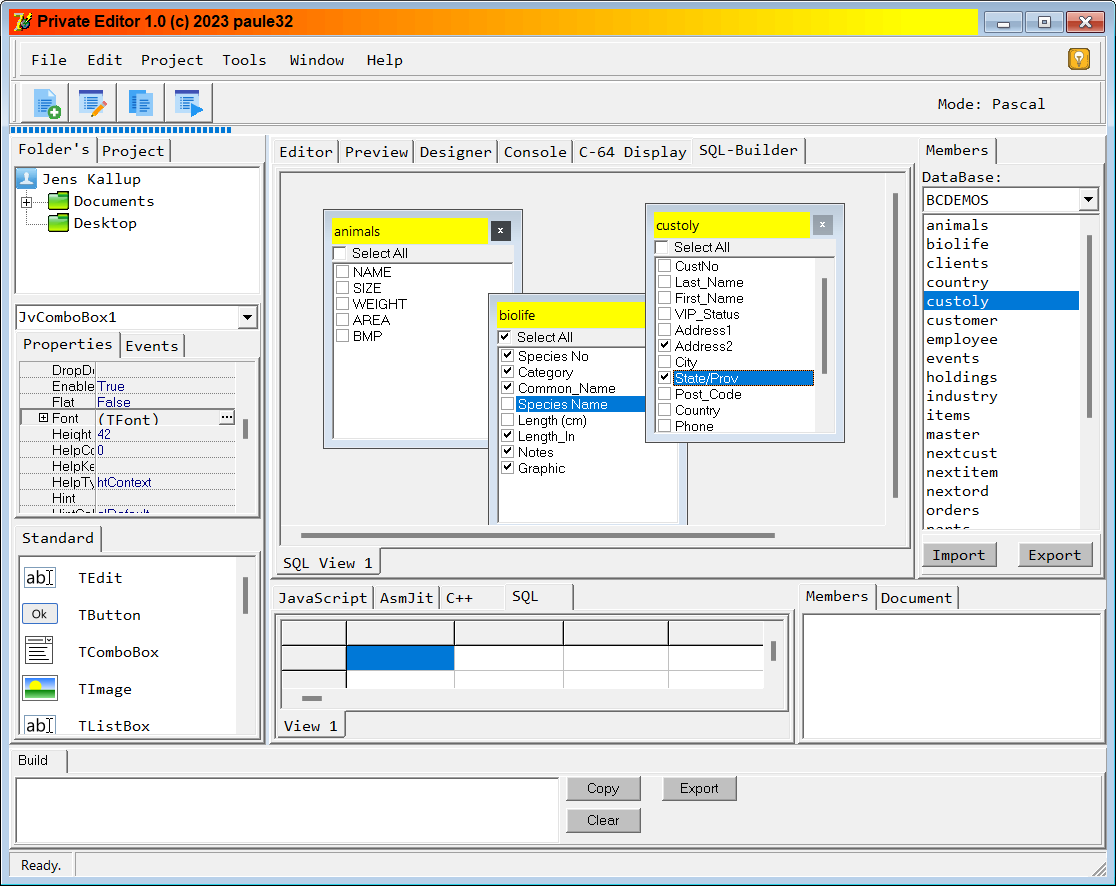 Private Editor 1.0 (c) 2023 paule32
File Edit Project Tools Window Help
Mode: Pascal
Folder's Project
Jens Kallup
Documents
Desktop
JvComboBox1
Properties Events
DropD
Enable True
Flat False
Font (TFont) ...
Height 42
HelpCo 0
HelpKe
HelpTy htContext
Hint
Standard
ab TEdit
Ok TButton
TComboBox
TImage
ab TListBox
Editor Preview Designer Console C-64 Display SQL-Builder
animals x
Select All
NAME
SIZE
WEIGHT
AREA
BMP
biolife
Select All
Species No
Category
Common_Name
Species Name
Length (cm)
Length_In
Notes
Graphic
custoly x
Select All
CustNo
Last_Name
First_Name
VIP_Status
Address1
Address2
City
State/Prov
Post_Code
Country
Phone
SQL View 1
Members
DataBase:
BCDEMOS
animals
biolife
clients
country
custoly
customer
employee
events
holdings
industry
items
master
nextcust
nextitem
nextord
orders
Import Export
JavaScript AsmJit C++ SQL
View 1
Members Document
Build
Copy Export
Clear
Ready.